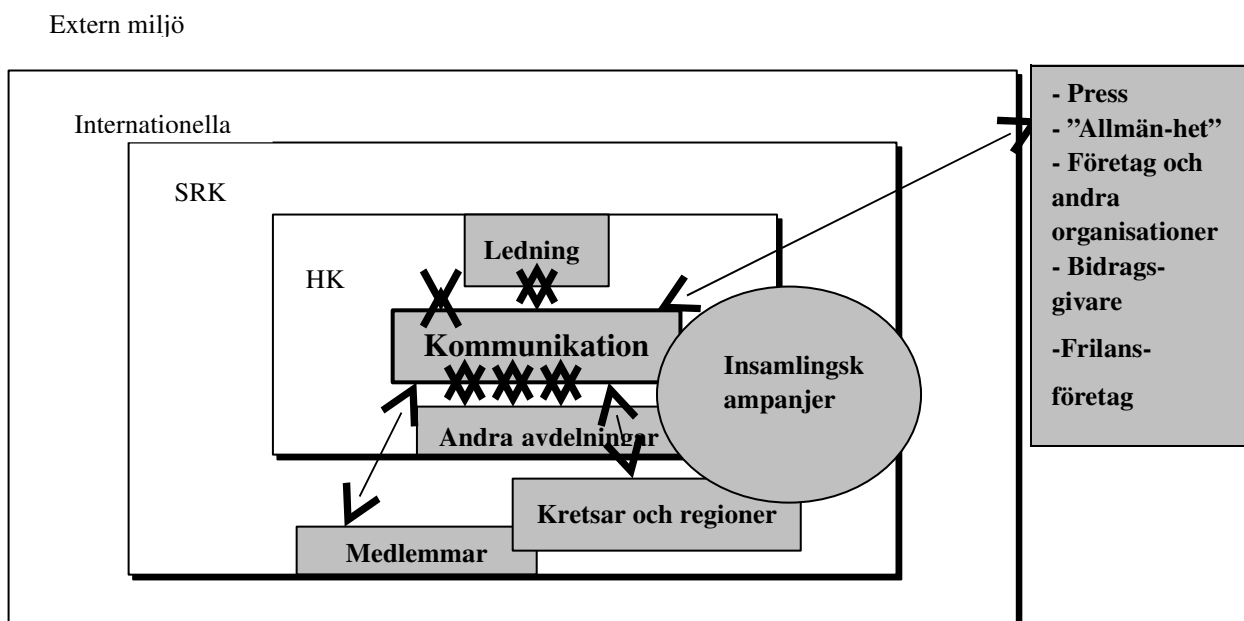 Extern miljö
Internationella
SRK
HK
Ledning
Kommunikation
Andra avdelningar
Kretsar och regioner
Medlemmar
Insamlingsk
ampanjer
- Press
- ”Allmän-het”
- Företag och
andra
organisationer
- Bidrags-
givare
-Frilans-
företag